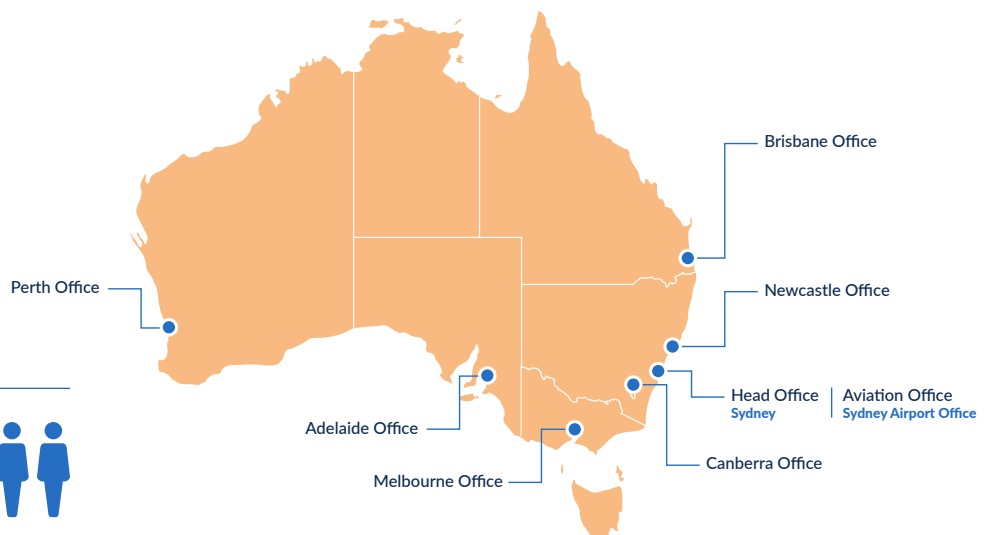 Brisbane Office
Perth Office
Newcastle Office
Head Office
Sydney
Aviation Office
Sydney Airport Office
Adelaide Office
Canberra Office
Melbourne Office